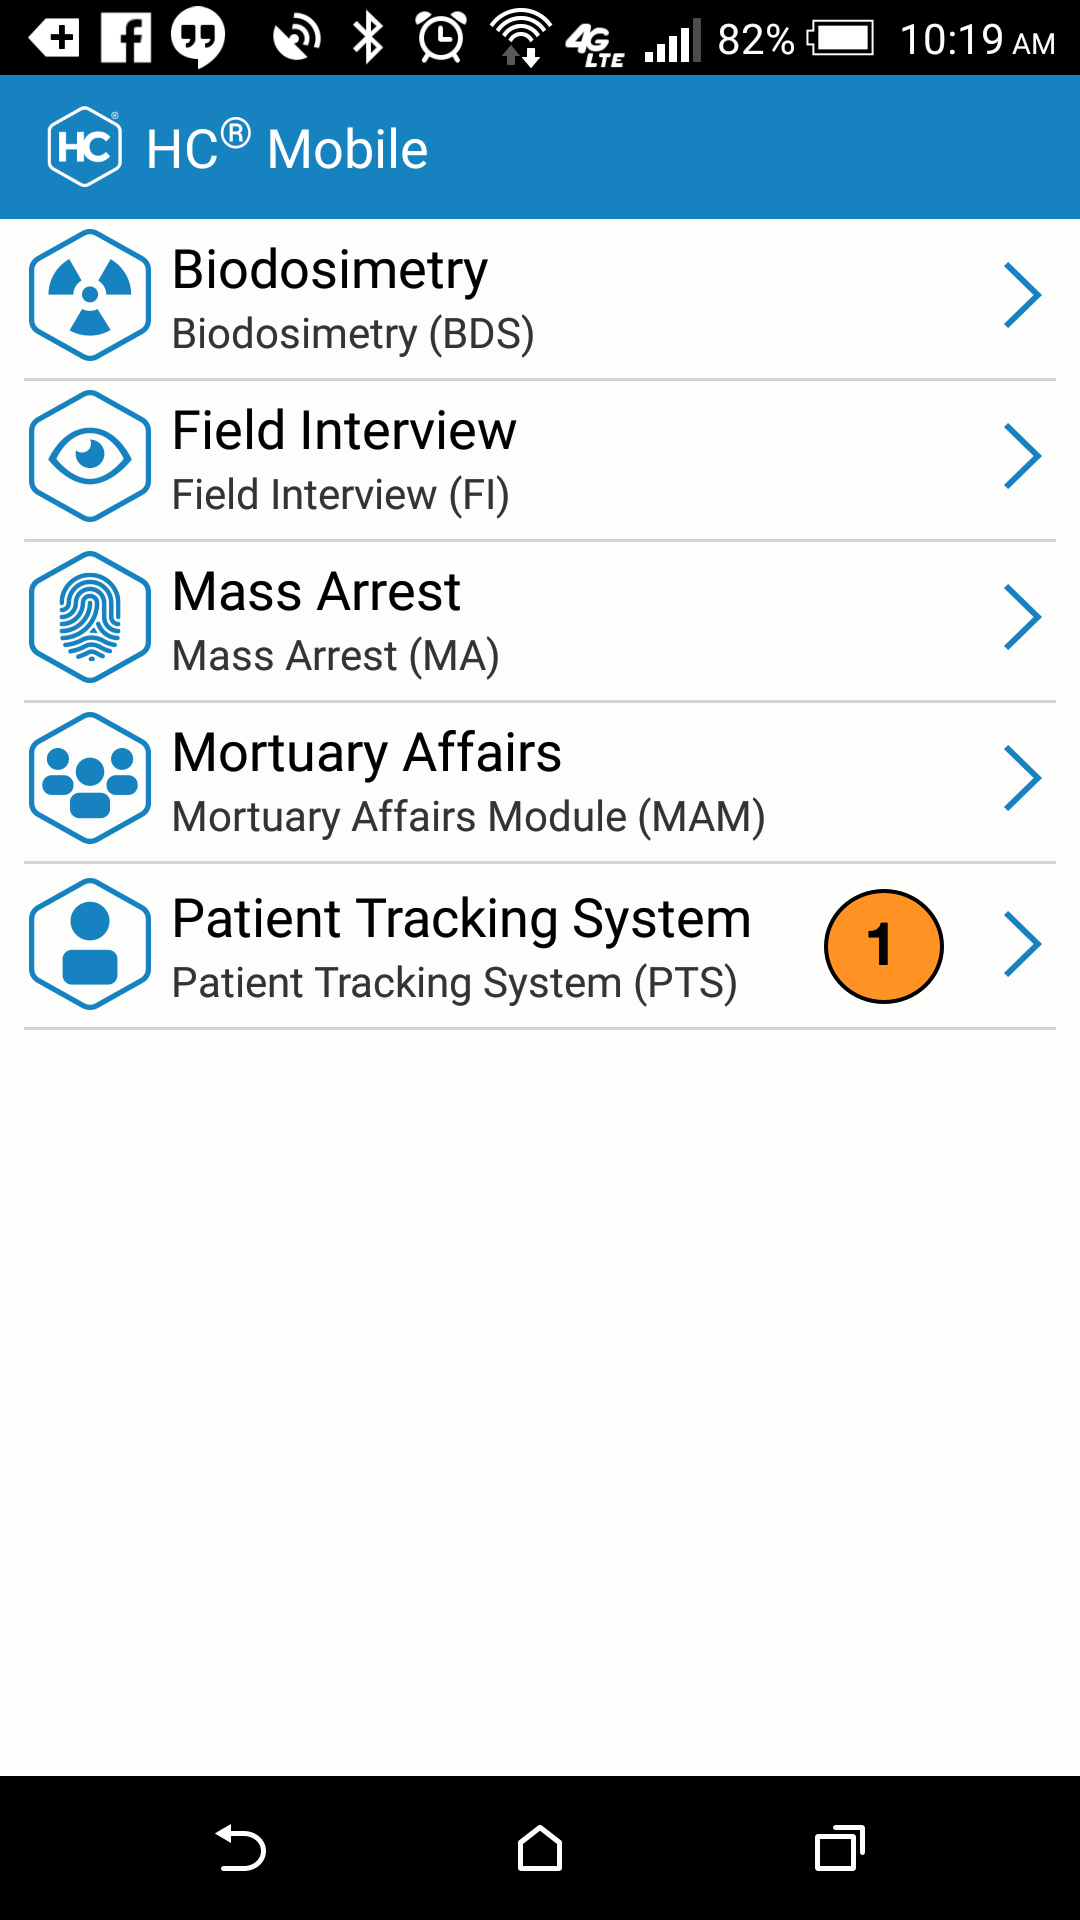 4G LTE 82% 10:19 AM
HC® HC® Mobile
Biodosimetry
Biodosimetry (BDS)
Field Interview
Field Interview (FI)
Mass Arrest
Mass Arrest (MA)
Mortuary Affairs
Mortuary Affairs Module (MAM)
Patient Tracking System
Patient Tracking System (PTS)
1